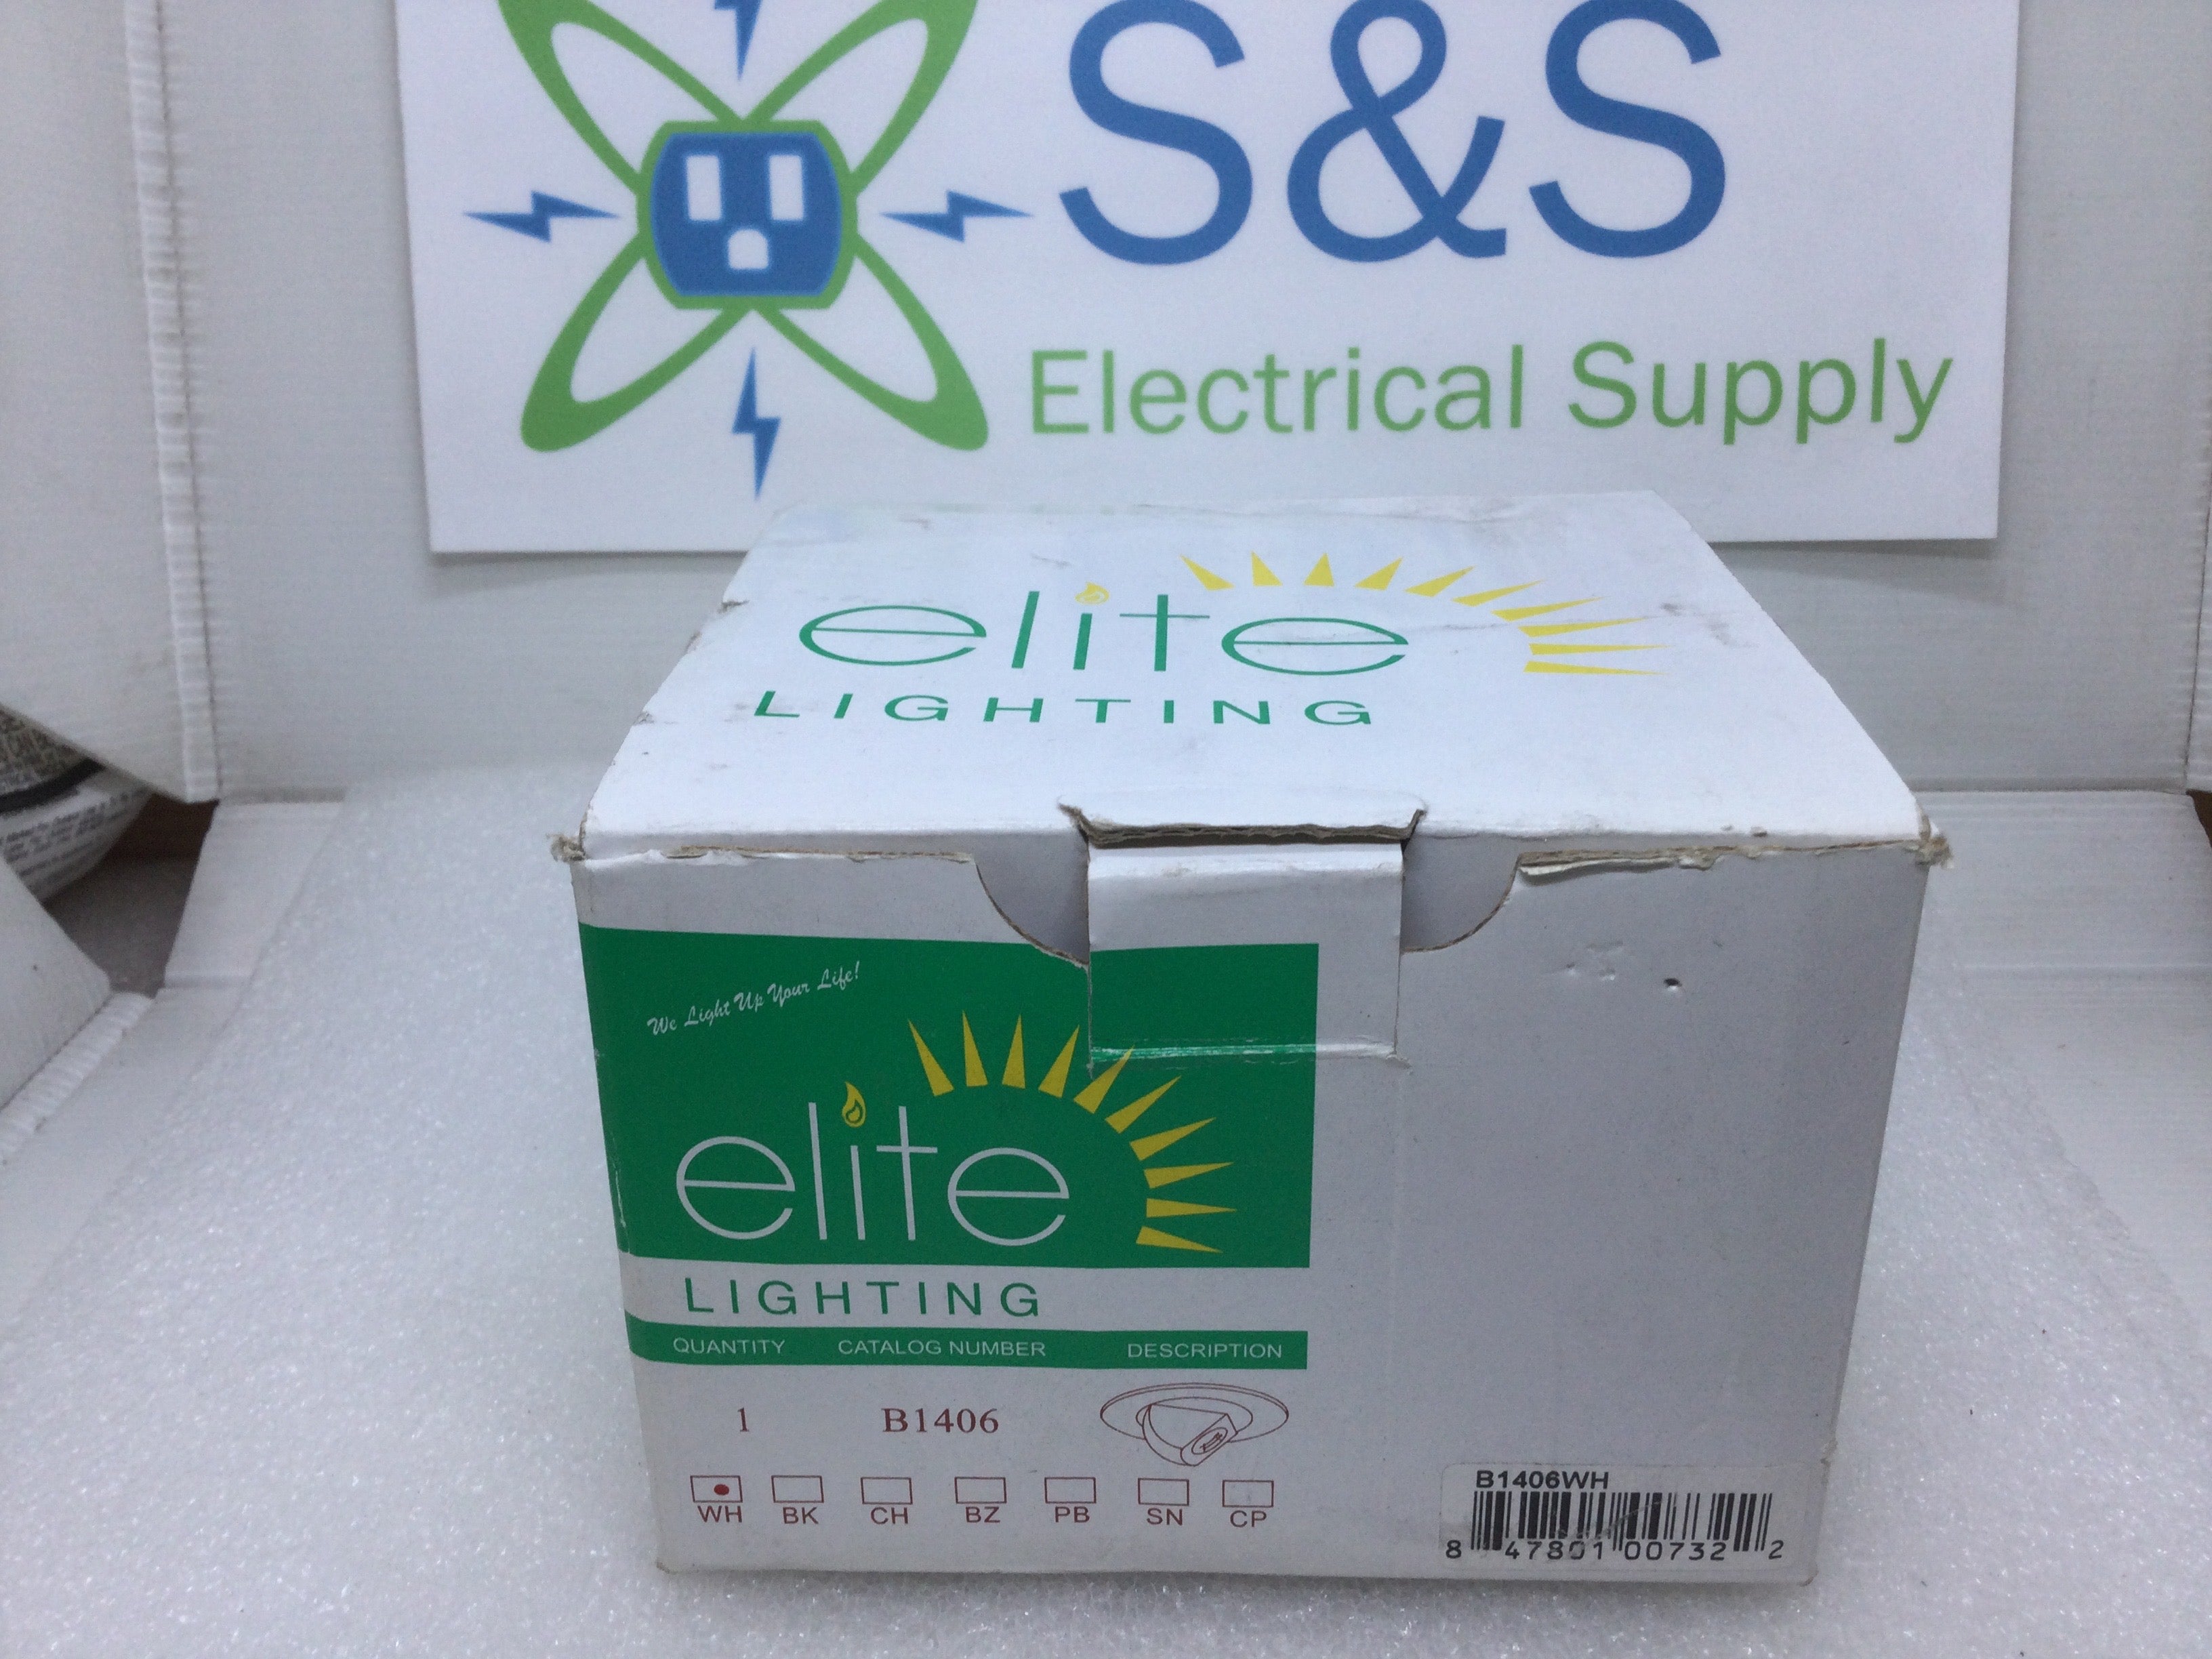 S&S
Electrical Supply
elite
LIGHTING
We Light Up Your Life!
elite
LIGHTING
QUANTITY CATALOG NUMBER DESCRIPTION
1 B1406
WH BK CH BZ PB SN CP
B1406WH
8 47801 00732 2